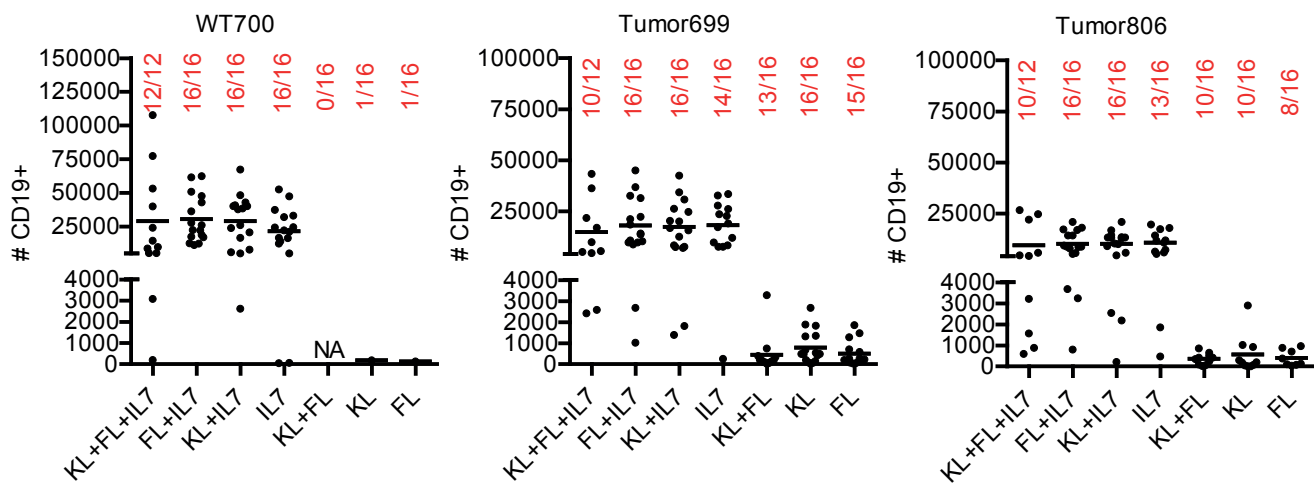 WT700
# CD19+
150000
125000
100000
75000
50000
25000
4000
3000
2000
1000
0
12/12
16/16
16/16
16/16
0/16
1/16
1/16
NA
KL+FL+IL7
FL+IL7
KL+IL7
IL7
KL+FL
KL
FL
Tumor699
# CD19+
100000
75000
50000
25000
4000
3000
2000
1000
0
10/12
16/16
16/16
14/16
13/16
16/16
15/16
KL+FL+IL7
FL+IL7
KL+IL7
IL7
KL+FL
KL
FL
Tumor806
# CD19+
100000
75000
50000
25000
4000
3000
2000
1000
0
10/12
16/16
16/16
13/16
10/16
10/16
8/16
KL+FL+IL7
FL+IL7
KL+IL7
IL7
KL+FL
KL
FL